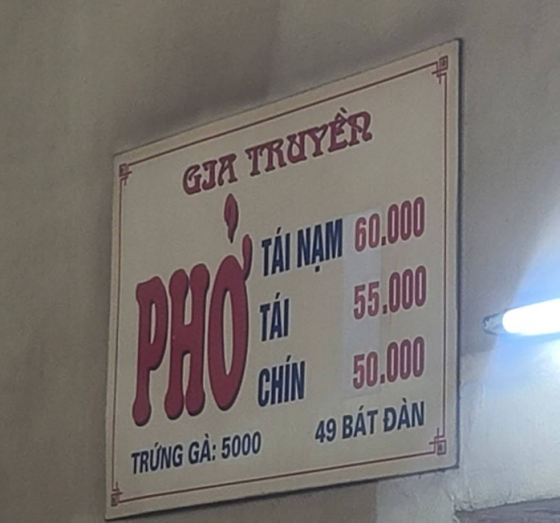 GIA TRUYỀN
PHỞ
TÁI NẠM 60.000
TÁI 55.000
CHÍN 50.000
TRỨNG GÀ: 5000
49 BÁT ĐÀN